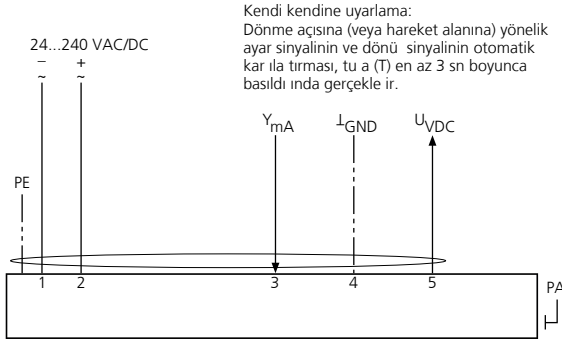 Kendi kendine uyarlama:
Dönme açısına (veya hareket alanına) yönelik
ayar sinyalinin ve dönü sinyalinin otomatik
kar ıla tırması, tu a (T) en az 3 sn boyunca
basıldı ında gerçekle ir.
24...240 VAC/DC
− +
~ ~
YmA ⊥GND UVDC
PE
1 2 3 4 5
PA